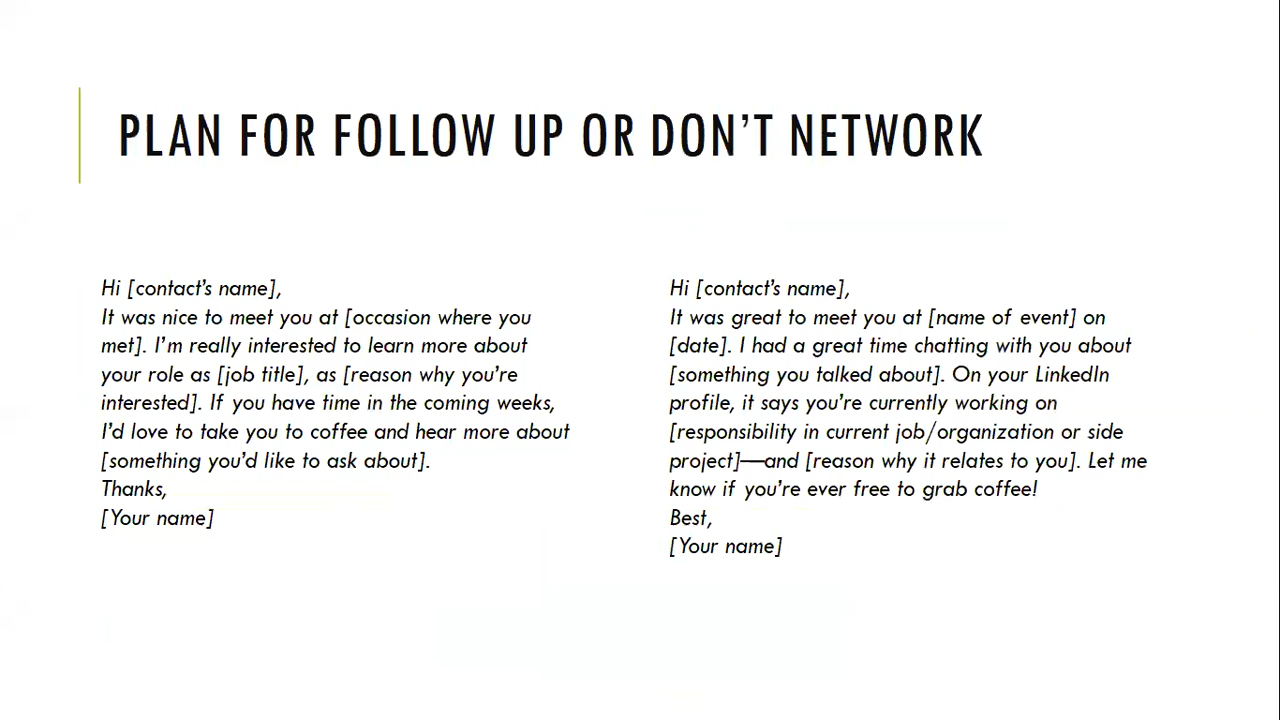 PLAN FOR FOLLOW UP OR DON’T NETWORK
Hi [contact’s name],
It was nice to meet you at [occasion where you
met]. I’m really interested to learn more about
your role as [job title], as [reason why you’re
interested]. If you have time in the coming weeks,
I’d love to take you to coffee and hear more about
[something you’d like to ask about].
Thanks,
[Your name]
Hi [contact’s name],
It was great to meet you at [name of event] on
[date]. I had a great time chatting with you about
[something you talked about]. On your LinkedIn
profile, it says you’re currently working on
[responsibility in current job/organization or side
project]—and [reason why it relates to you]. Let me
know if you’re ever free to grab coffee!
Best,
[Your name]